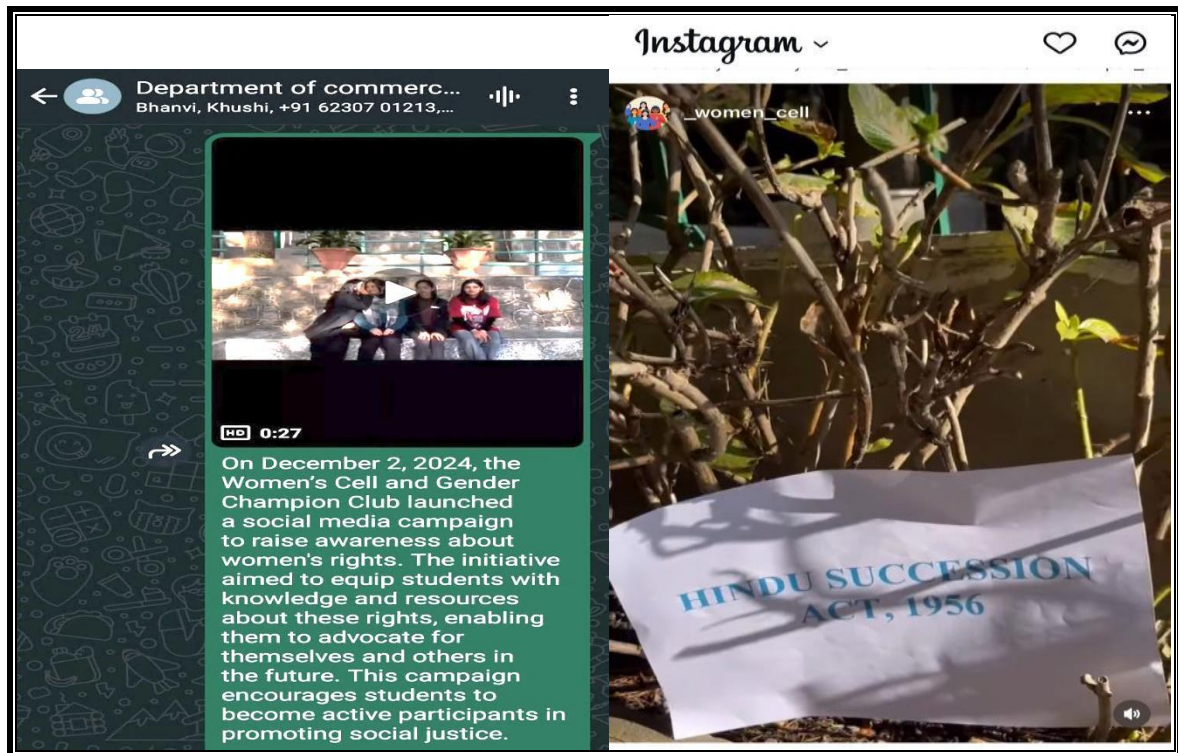 Department of commerc...
Bhanvi, Khushi, +91 62307 01213,...
HD 0:27
On December 2, 2024, the
Women's Cell and Gender
Champion Club launched
a social media campaign
to raise awareness about
women's rights. The initiative
aimed to equip students with
knowledge and resources
about these rights, enabling
them to advocate for
themselves and others in
the future. This campaign
encourages students to
become active participants in
promoting social justice.
Instagram
_women_cell
HINDU SUCCESSION
ACT, 1956